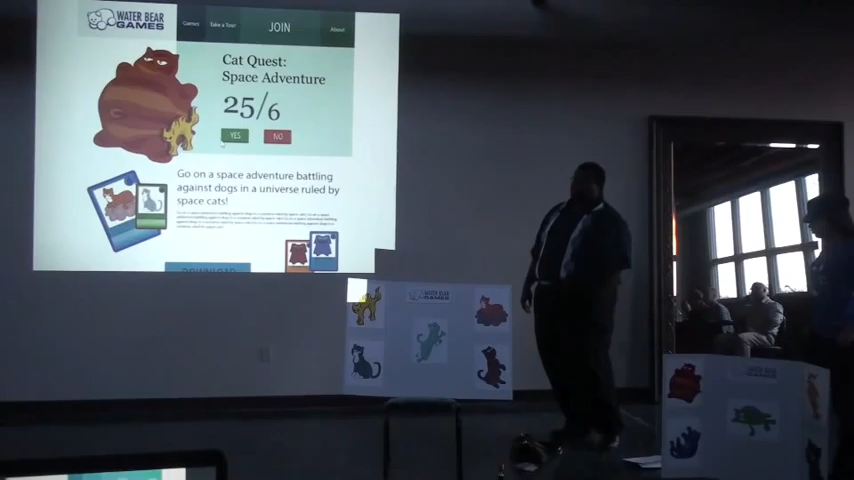 WATER BEAR
GAMES
Games Take a Tour JOIN About
Cat Quest:
Space Adventure
25/6
YES NO
Go on a space adventure battling
against dogs in a universe ruled by
space cats!
DOWNLOAD
WATER BEAR
GAMES
WATER BEAR
GAMES